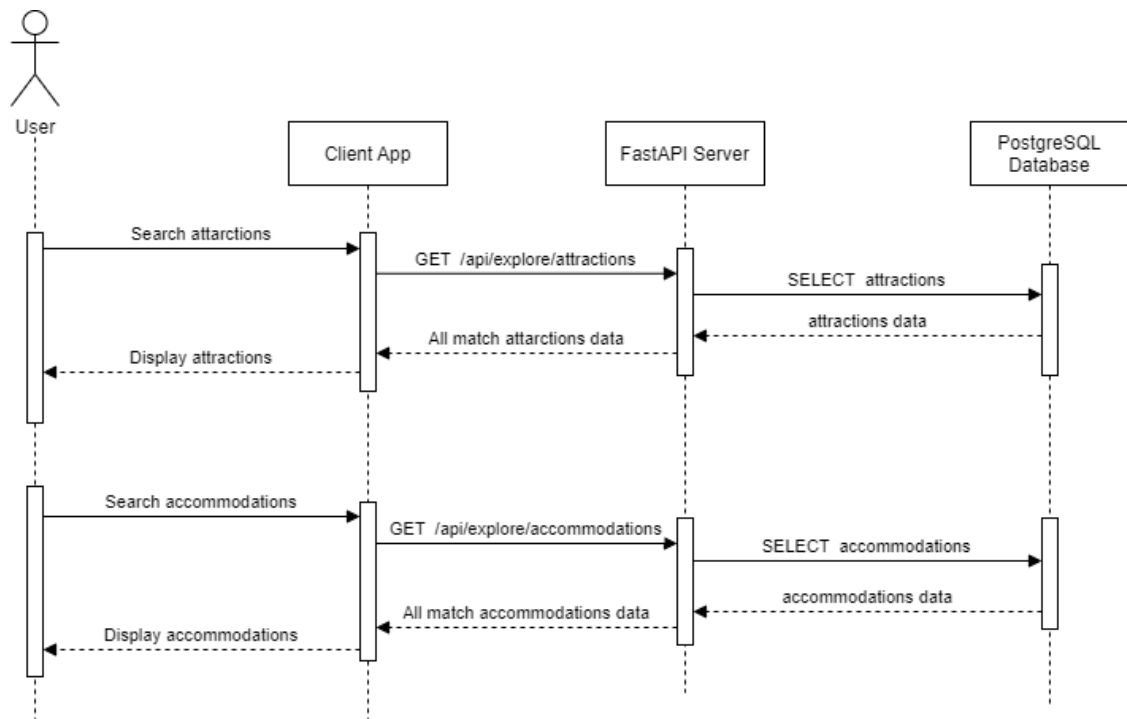 User
Client App
FastAPI Server
PostgreSQL
Database
Search attarctions
GET /api/explore/attractions
SELECT attractions
attractions data
All match attarctions data
Display attractions
Search accommodations
GET /api/explore/accommodations
SELECT accommodations
accommodations data
All match accommodations data
Display accommodations